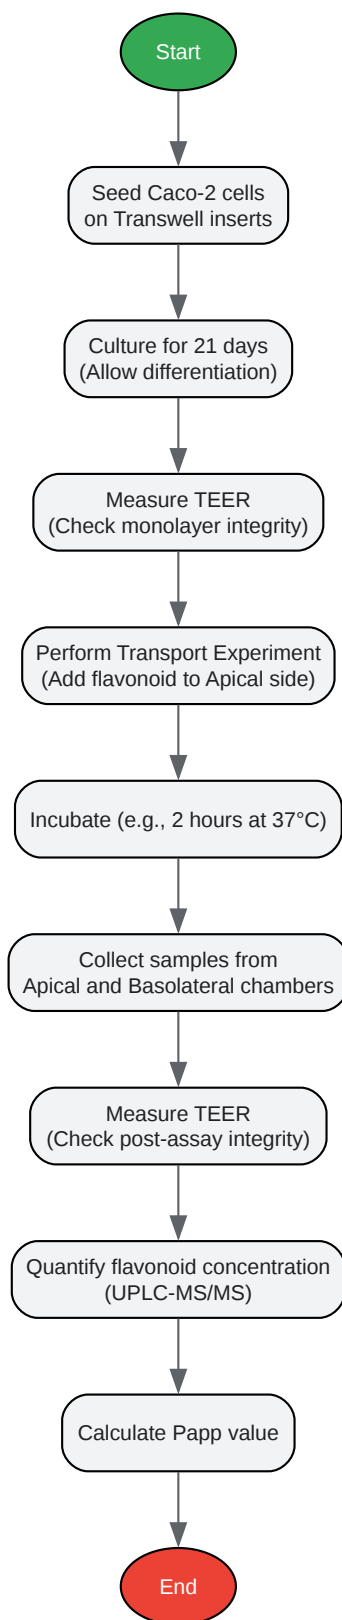 Start
Seed Caco-2 cells
on Transwell inserts
Culture for 21 days
(Allow differentiation)
Measure TEER
(Check monolayer integrity)
Perform Transport Experiment
(Add flavonoid to Apical side)
Incubate (e.g., 2 hours at 37°C)
Collect samples from
Apical and Basolateral chambers
Measure TEER
(Check post-assay integrity)
Quantify flavonoid concentration
(UPLC-MS/MS)
Calculate Papp value
End